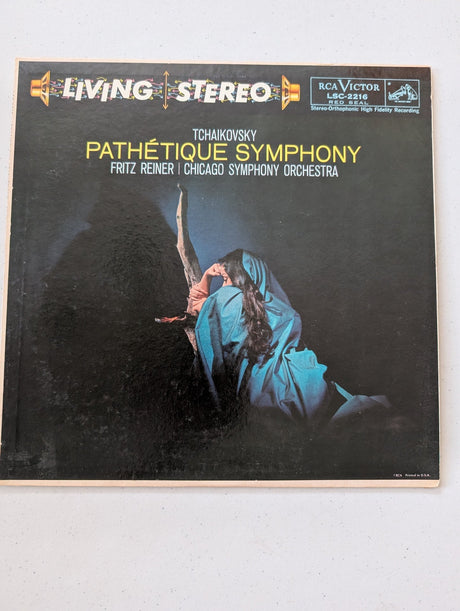 LIVING STEREO
RCA VICTOR
LSC-2216
RED SEAL
Stereo-Orthophonic High Fidelity Recording
TCHAIKOVSKY
PATHÉTIQUE SYMPHONY
FRITZ REINER | CHICAGO SYMPHONY ORCHESTRA
Printed in U.S.A.